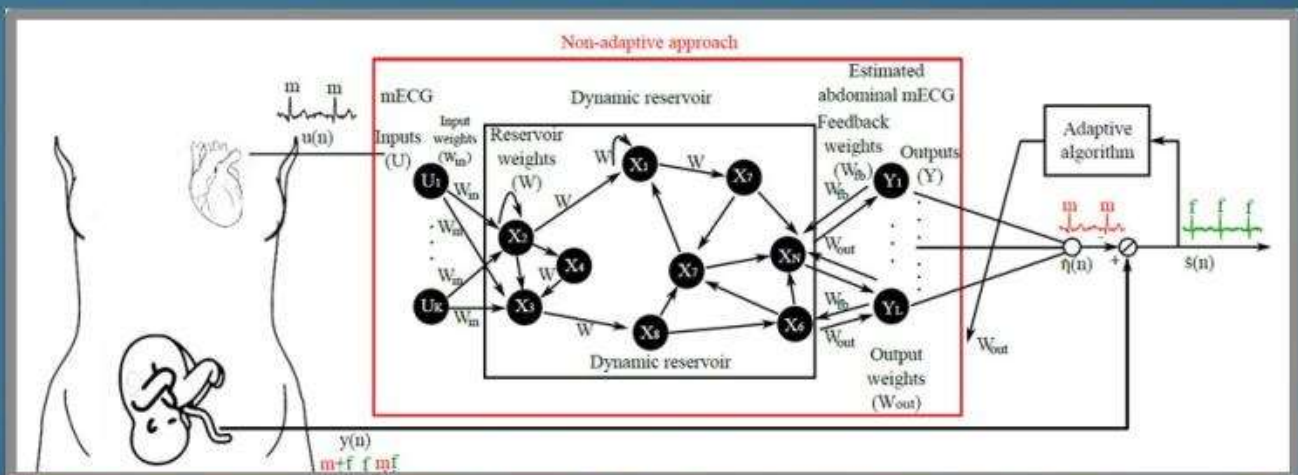 Non-adaptive approach
m m
u(n)
mECG
Inputs
(U)
Input
weights
(Win)
Reservoir
weights
(W)
Dynamic reservoir
Estimated
abdominal mECG
Feedback
weights
(Wfb)
Outputs
(Y)
Adaptive
algorithm
U1
Win
Win
Win
Win
UK
X2
X4
X3
W
W
W
W
W
X1
X7
X7
X8
XN
X6
Wfb
Wout
Wfb
Wout
Y1
YL
m m
η(n)
-
+
f f f
ŝ(n)
Wout
Dynamic reservoir
Output
weights
(Wout)
y(n)
m+f f mf